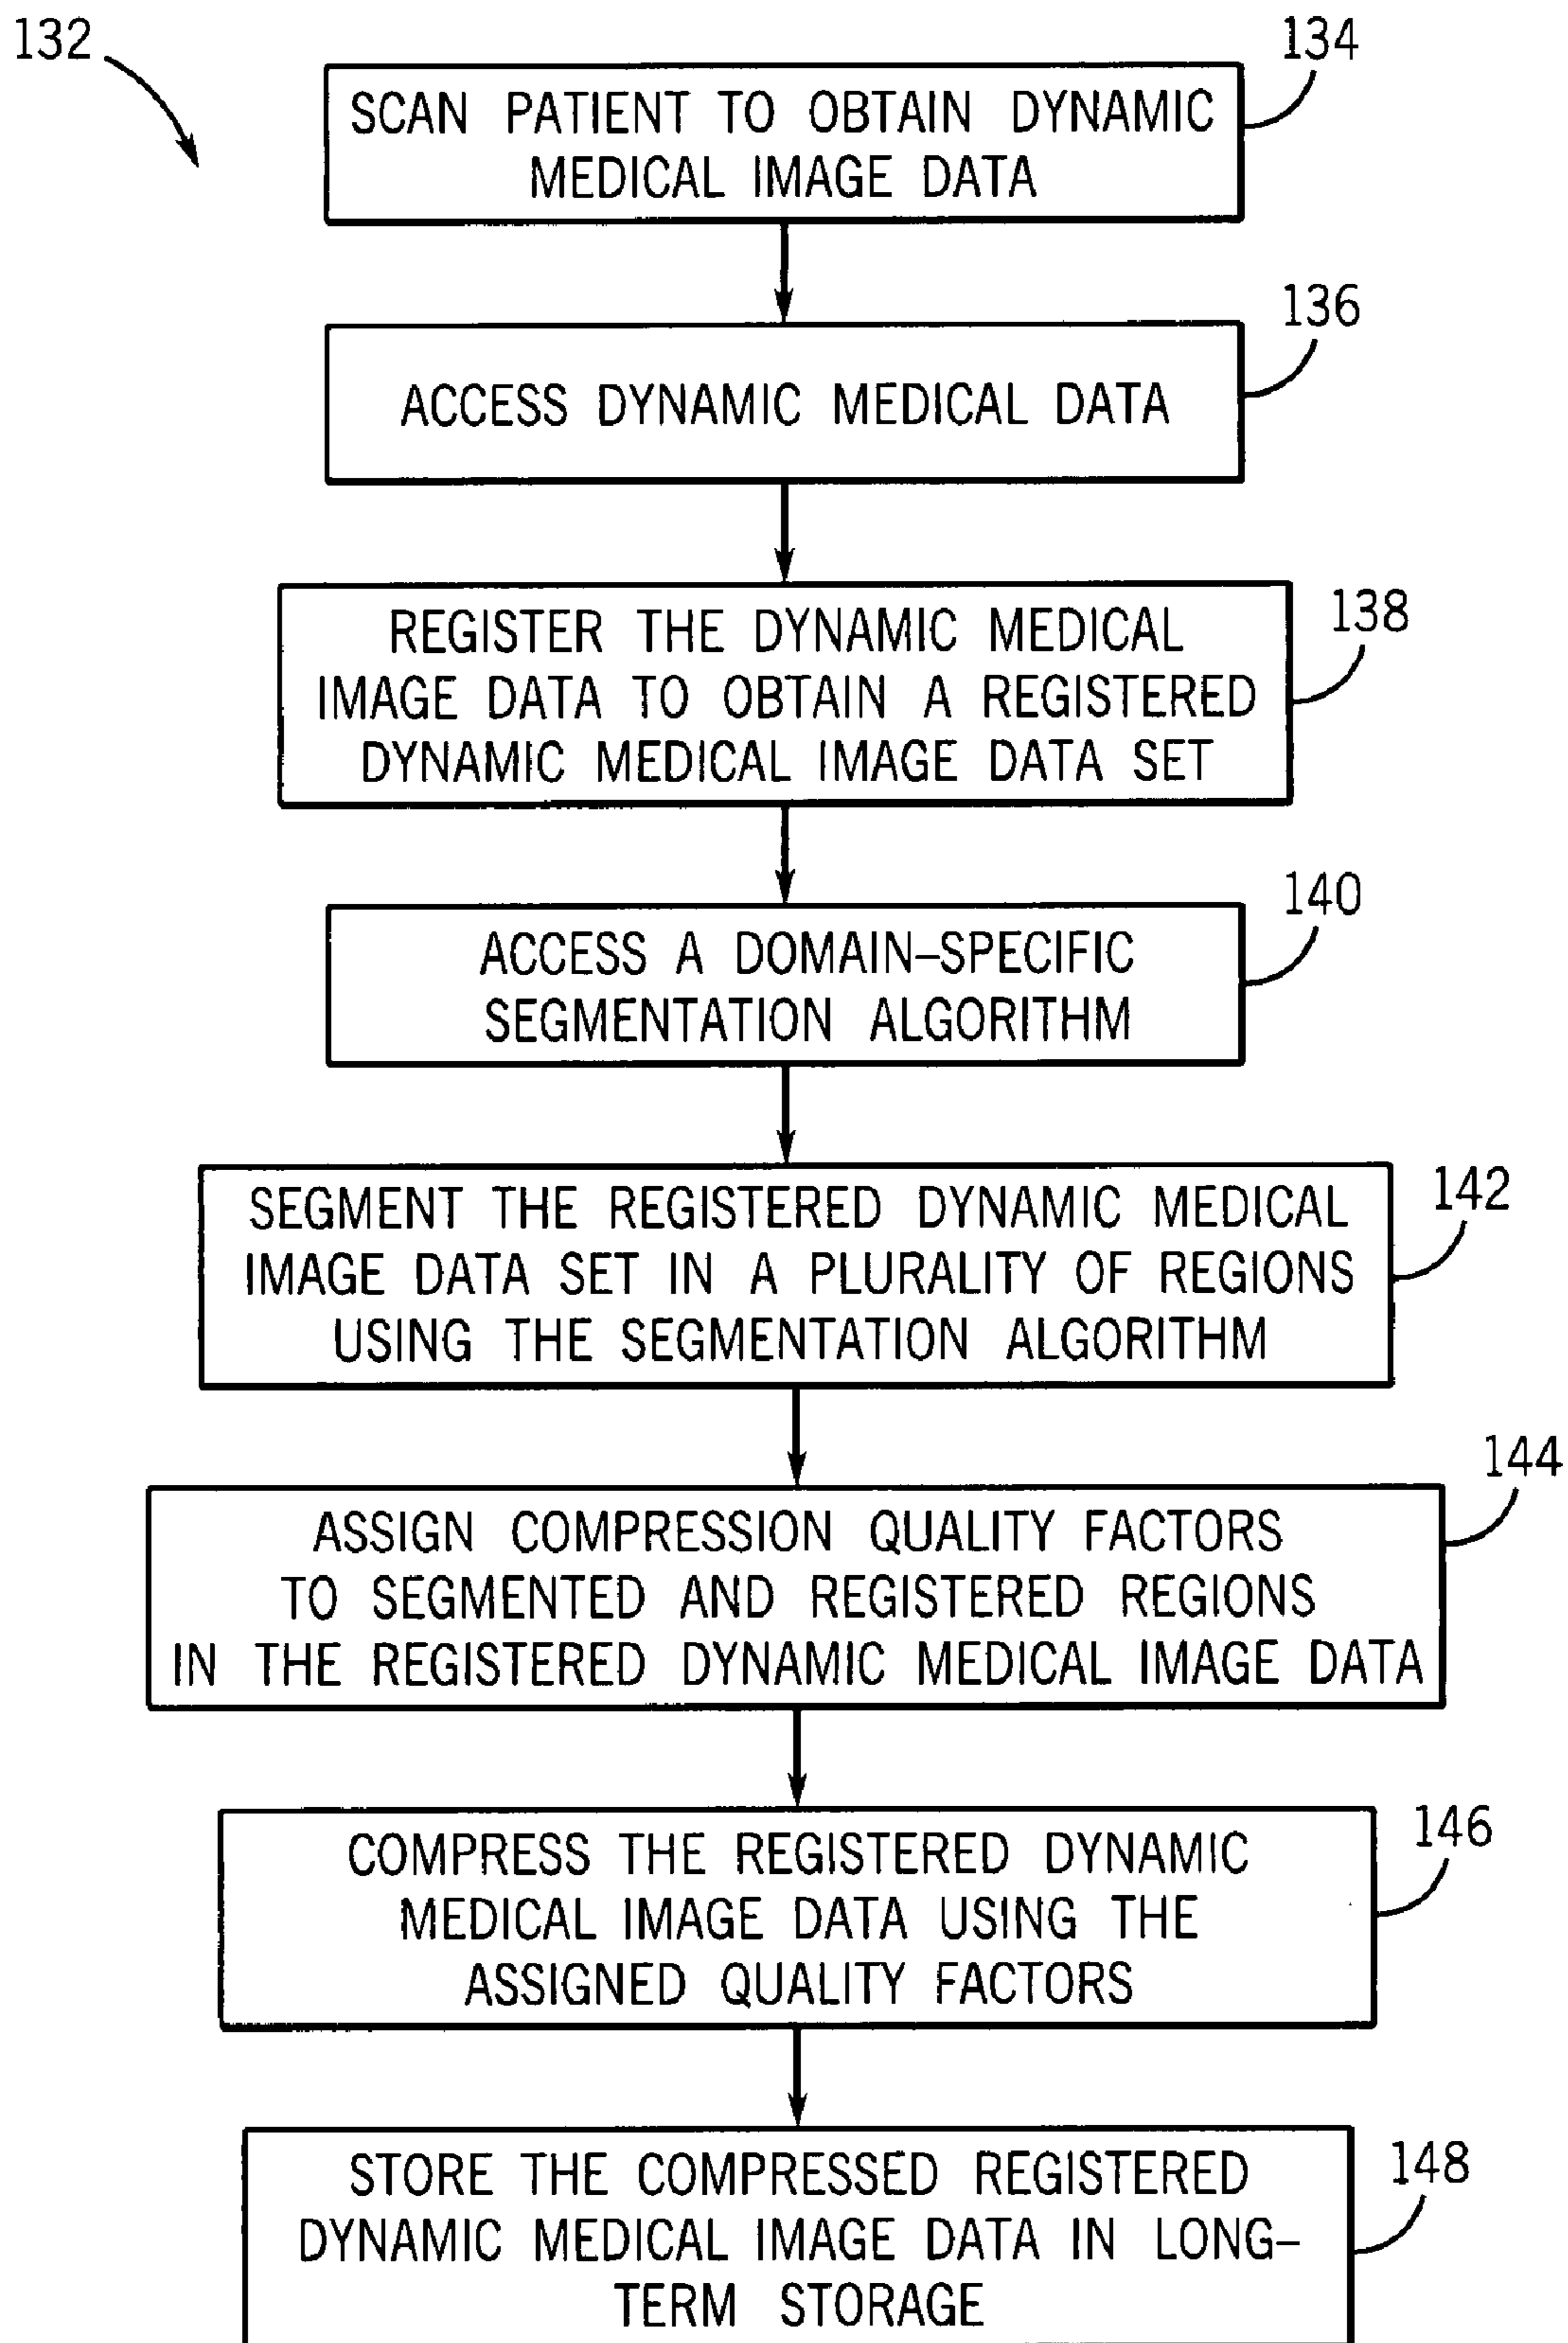 132
134
SCAN PATIENT TO OBTAIN DYNAMIC
MEDICAL IMAGE DATA
136
ACCESS DYNAMIC MEDICAL DATA
138
REGISTER THE DYNAMIC MEDICAL
IMAGE DATA TO OBTAIN A REGISTERED
DYNAMIC MEDICAL IMAGE DATA SET
140
ACCESS A DOMAIN–SPECIFIC
SEGMENTATION ALGORITHM
142
SEGMENT THE REGISTERED DYNAMIC MEDICAL
IMAGE DATA SET IN A PLURALITY OF REGIONS
USING THE SEGMENTATION ALGORITHM
144
ASSIGN COMPRESSION QUALITY FACTORS
TO SEGMENTED AND REGISTERED REGIONS
IN THE REGISTERED DYNAMIC MEDICAL IMAGE DATA
146
COMPRESS THE REGISTERED DYNAMIC
MEDICAL IMAGE DATA USING THE
ASSIGNED QUALITY FACTORS
148
STORE THE COMPRESSED REGISTERED
DYNAMIC MEDICAL IMAGE DATA IN LONG–
TERM STORAGE